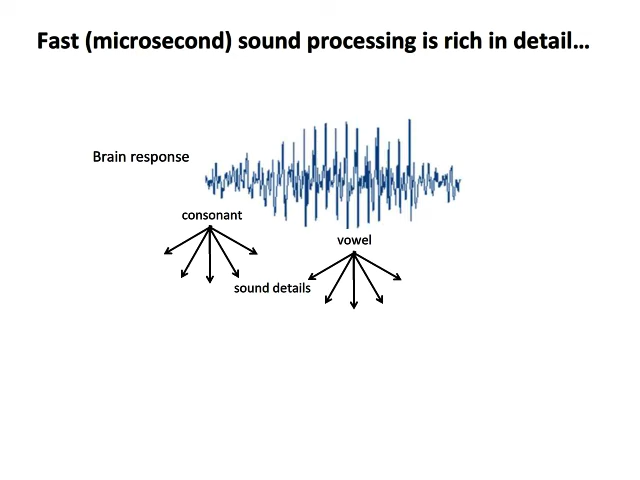 Fast (microsecond) sound processing is rich in detail…
Brain response
consonant
vowel
sound details